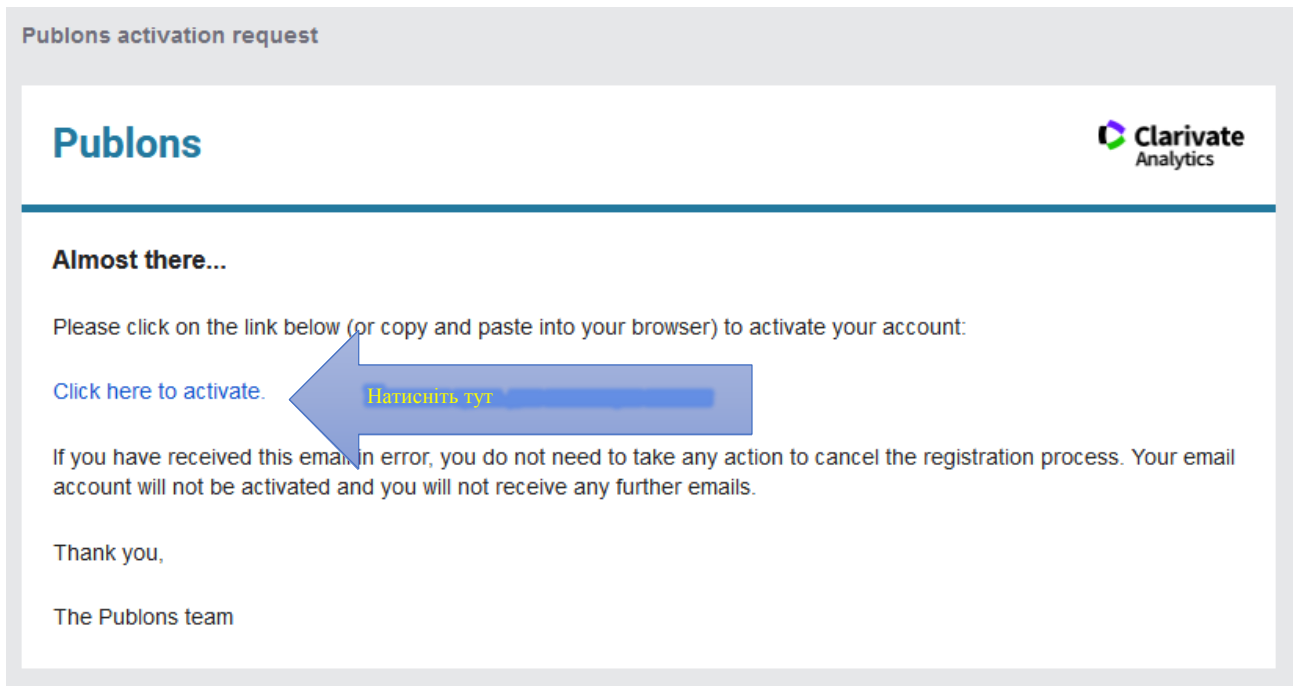 Publons activation request
Publons
Clarivate
Analytics
Almost there...
Please click on the link below (or copy and paste into your browser) to activate your account:
Click here to activate.
Натисніть тут
If you have received this email in error, you do not need to take any action to cancel the registration process. Your email
account will not be activated and you will not receive any further emails.
Thank you,
The Publons team